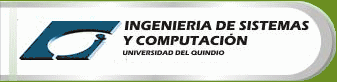 INGENIERIA DE SISTEMAS
Y COMPUTACIÓN
UNIVERSIDAD DEL QUINDIO